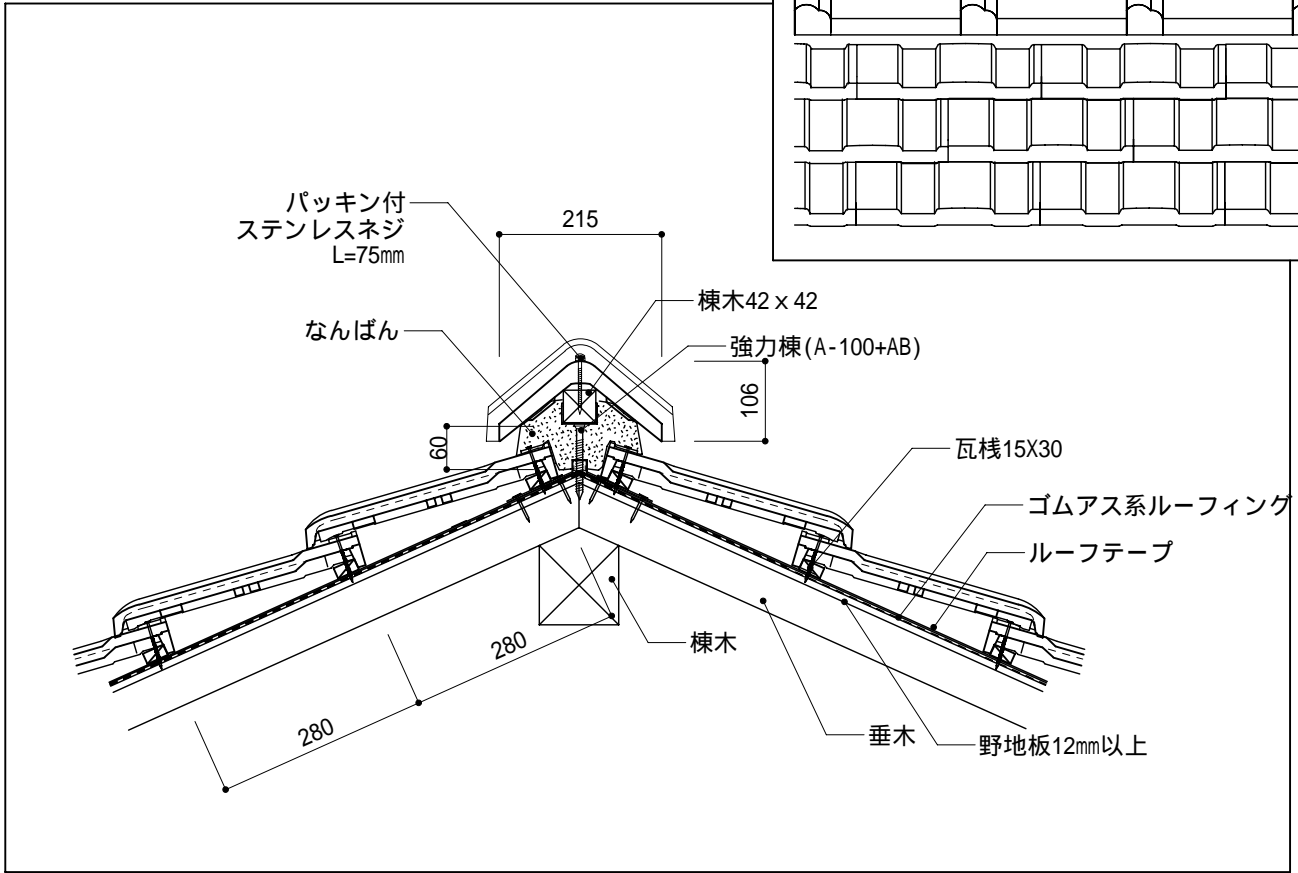 パッキン付
ステンレスネジ
L=75㎜
215
棟木42×42
なんばん
強力棟(A-100+AB)
106
60
瓦桟15X30
ゴムアス系ルーフィング
ルーフテープ
棟木
280
280
垂木
野地板12㎜以上